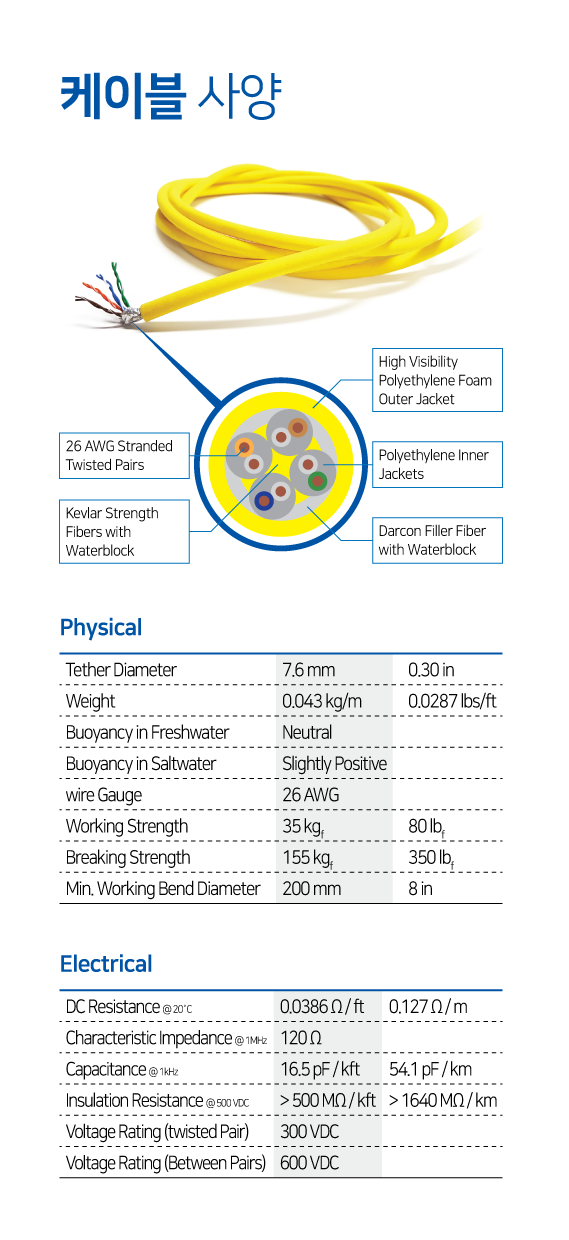 케이블 사양
High Visibility
Polyethylene Foam
Outer Jacket
26 AWG Stranded
Twisted Pairs
Polyethylene Inner
Jackets
Kevlar Strength
Fibers with
Waterblock
Darcon Filler Fiber
with Waterblock
Physical
Tether Diameter 7.6 mm 0.30 in
Weight 0.043 kg/m 0.0287 lbs/ft
Buoyancy in Freshwater Neutral
Buoyancy in Saltwater Slightly Positive
wire Gauge 26 AWG
Working Strength 35 kgf 80 lbf
Breaking Strength 155 kgf 350 lbf
Min. Working Bend Diameter 200 mm 8 in
Electrical
DC Resistance @ 20°C 0.0386 Ω / ft 0.127 Ω / m
Characteristic Impedance @ 1MHz 120 Ω
Capacitance @ 1kHz 16.5 pF / kft 54.1 pF / km
Insulation Resistance @ 500 VDC > 500 MΩ / kft > 1640 MΩ / km
Voltage Rating (twisted Pair) 300 VDC
Voltage Rating (Between Pairs) 600 VDC